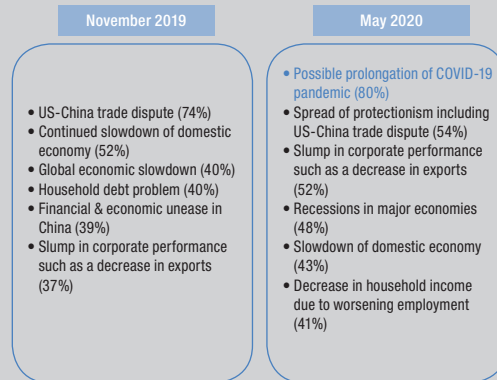 November 2019
• US-China trade dispute (74%)
• Continued slowdown of domestic
economy (52%)
• Global economic slowdown (40%)
• Household debt problem (40%)
• Financial & economic unease in
China (39%)
• Slump in corporate performance
such as a decrease in exports
(37%)
May 2020
• Possible prolongation of COVID-19
pandemic (80%)
• Spread of protectionism including
US-China trade dispute (54%)
• Slump in corporate performance
such as a decrease in exports
(52%)
• Recessions in major economies
(48%)
• Slowdown of domestic economy
(43%)
• Decrease in household income
due to worsening employment
(41%)